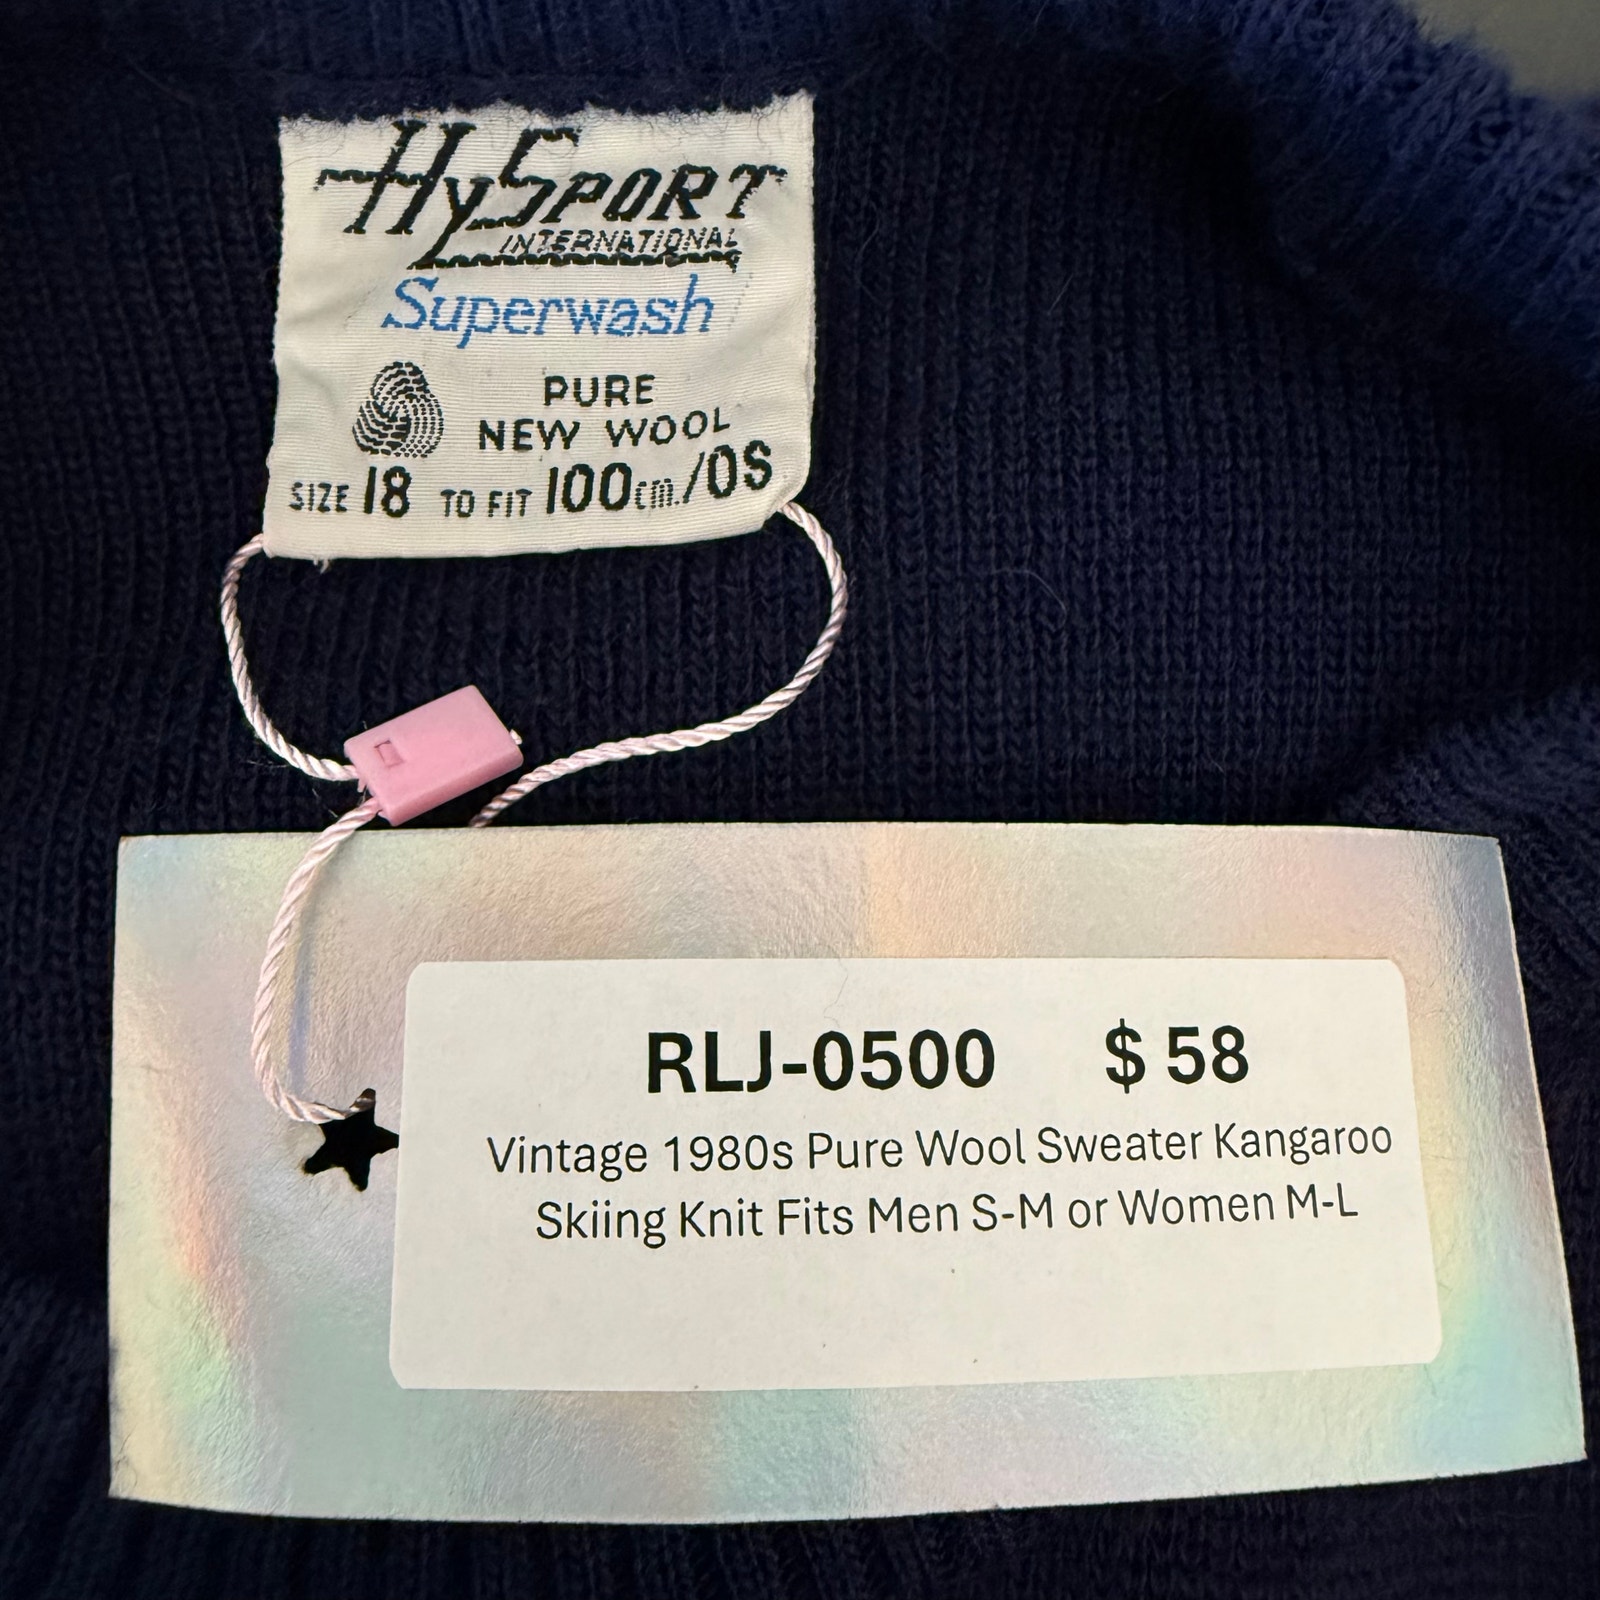 HySPORT
INTERNATIONAL
Superwash
PURE
NEW WOOL
SIZE 18 TO FIT 100cm./OS
RLJ-0500 $58
Vintage 1980s Pure Wool Sweater Kangaroo
Skiing Knit Fits Men S-M or Women M-L